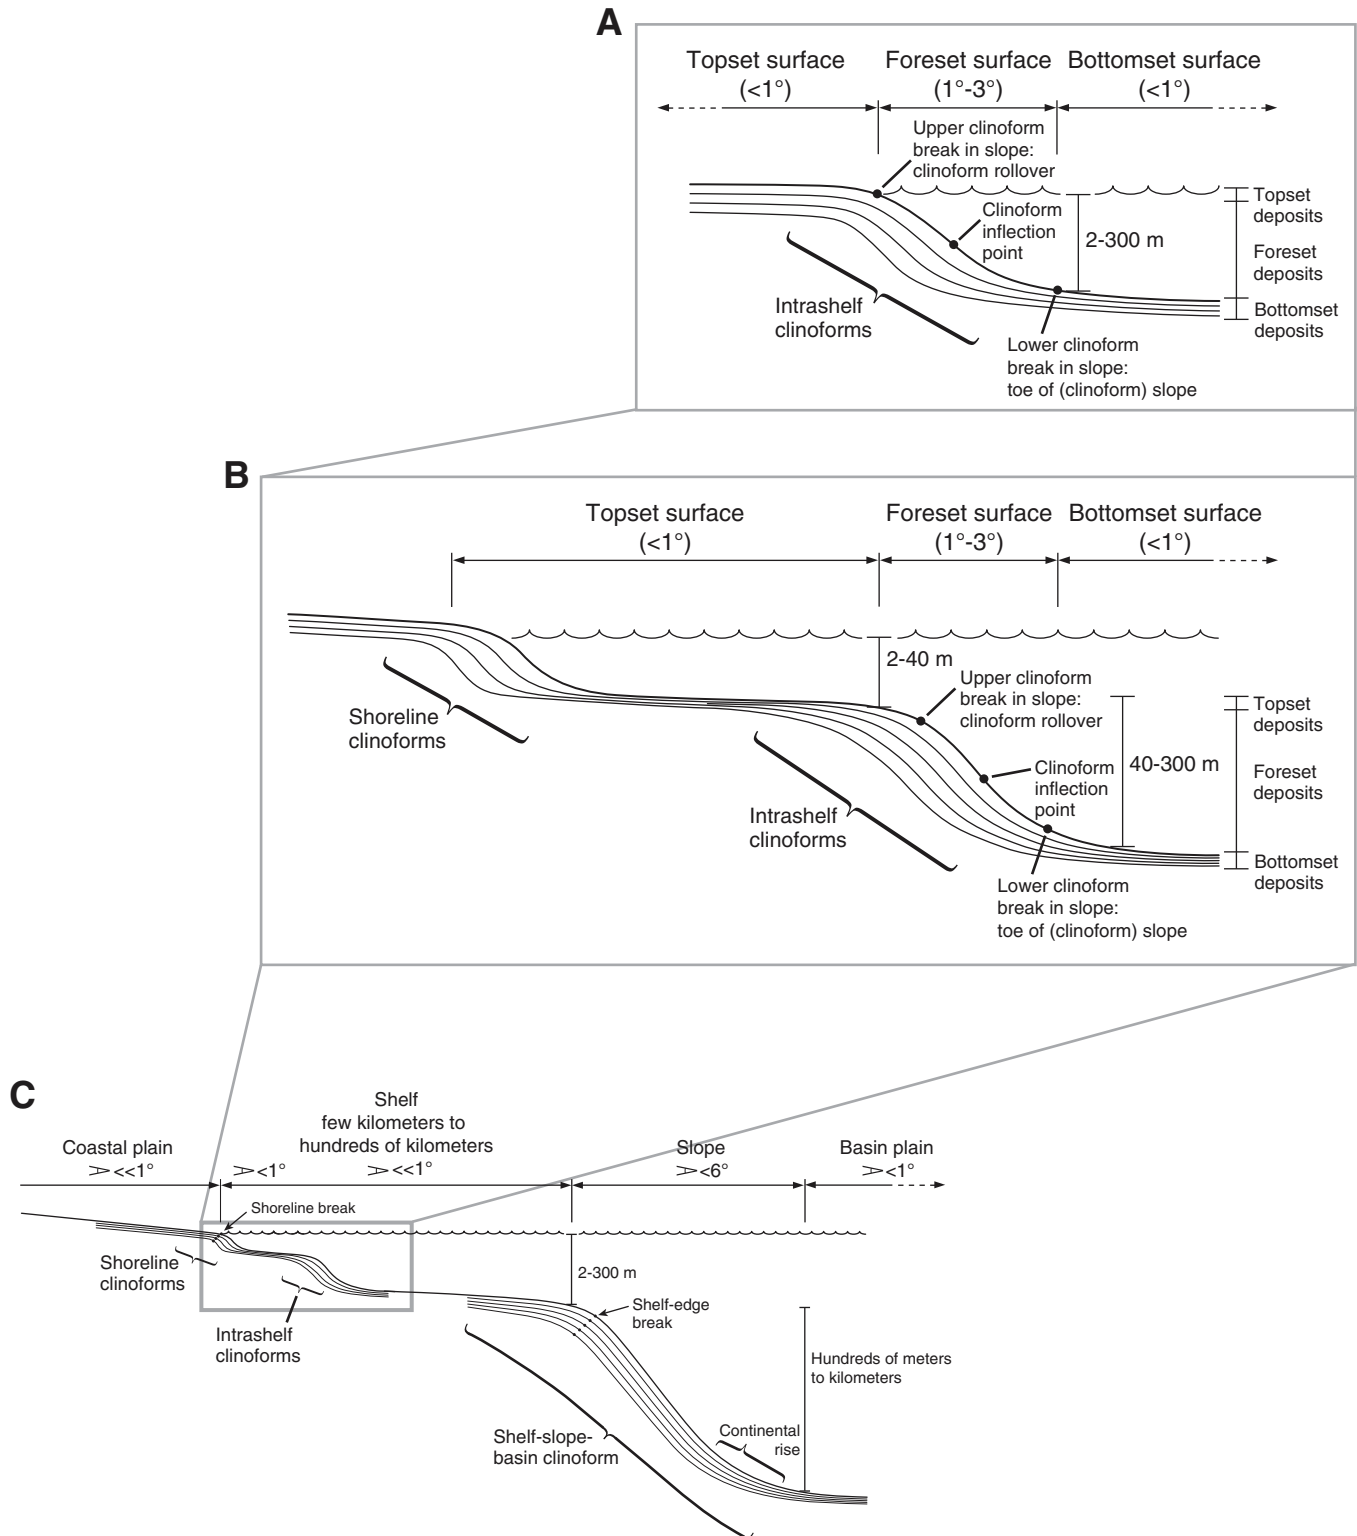 A
Topset surface
(<1°)
Foreset surface
(1°-3°)
Bottomset surface
(<1°)
Upper clinoform
break in slope:
clinoform rollover
Clinoform
inflection
point
2-300 m
Topset
deposits
Foreset
deposits
Bottomset
deposits
Intrashelf
clinoforms
Lower clinoform
break in slope:
toe of (clinoform) slope
B
Topset surface
(<1°)
Foreset surface
(1°-3°)
Bottomset surface
(<1°)
2-40 m
Upper clinoform
break in slope:
clinoform rollover
Topset
deposits
Shoreline
clinoforms
Clinoform
inflection
point
40-300 m
Foreset
deposits
Intrashelf
clinoforms
Bottomset
deposits
Lower clinoform
break in slope:
toe of (clinoform) slope
C
Shelf
few kilometers to
hundreds of kilometers
Coastal plain
<<1°
<1°
<<1°
Slope
<6°
Basin plain
<1°
Shoreline break
Shoreline
clinoforms
2-300 m
Intrashelf
clinoforms
Shelf-edge
break
Hundreds of meters
to kilometers
Continental
rise
Shelf-slope-
basin clinoform